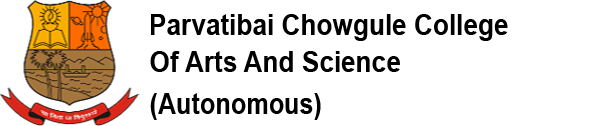 Parvatibai Chowgule College
Of Arts And Science
(Autonomous)